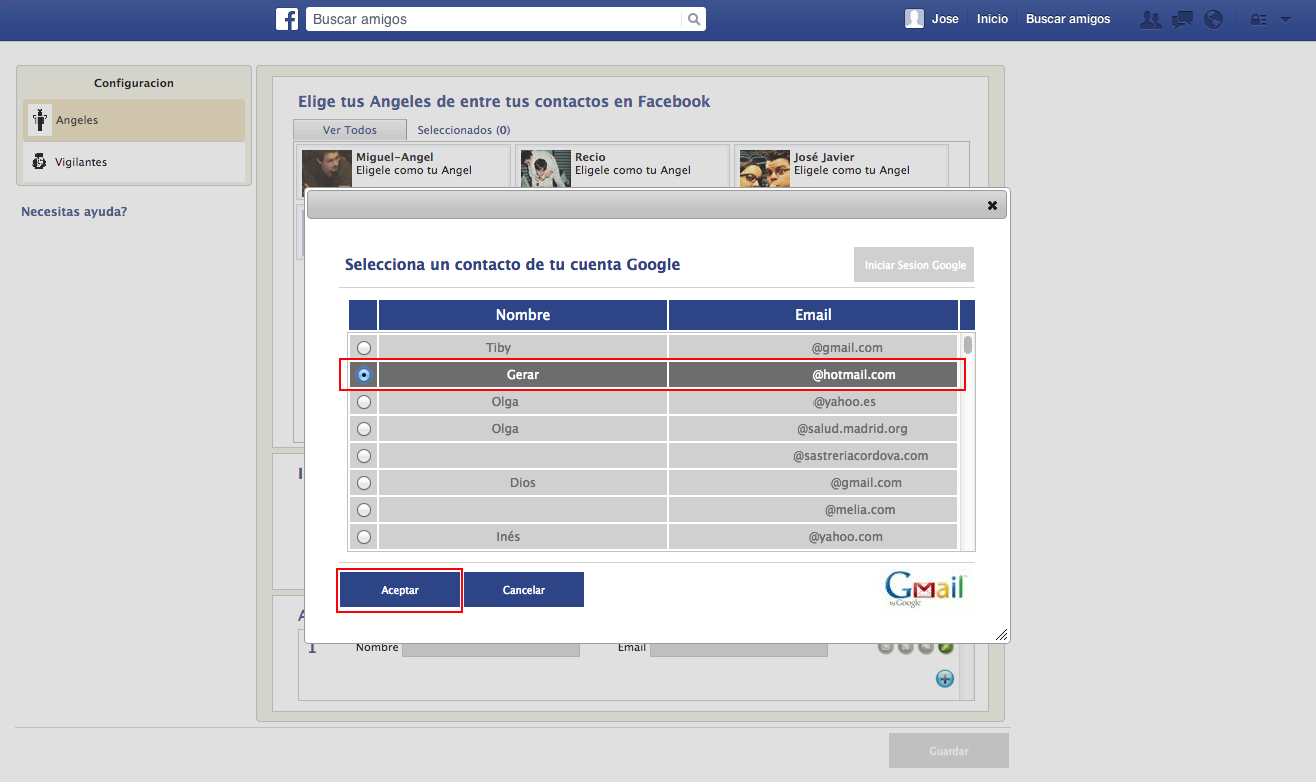 Buscar amigos
Jose Inicio Buscar amigos
Configuracion
Angeles
Vigilantes
Necesitas ayuda?
Elige tus Angeles de entre tus contactos en Facebook
Ver Todos Seleccionados (0)
Miguel-Angel
Eligele como tu Angel
Recio
Eligele como tu Angel
José Javier
Eligele como tu Angel
Selecciona un contacto de tu cuenta Google
Iniciar Sesion Google
Nombre Email
Tiby @gmail.com
Gerar @hotmail.com
Olga @yahoo.es
Olga @salud.madrid.org
@sastreriacordova.com
Dios @gmail.com
@melia.com
Inés @yahoo.com
Aceptar Cancelar
Gmail
by Google
1 Nombre Email
Guardar